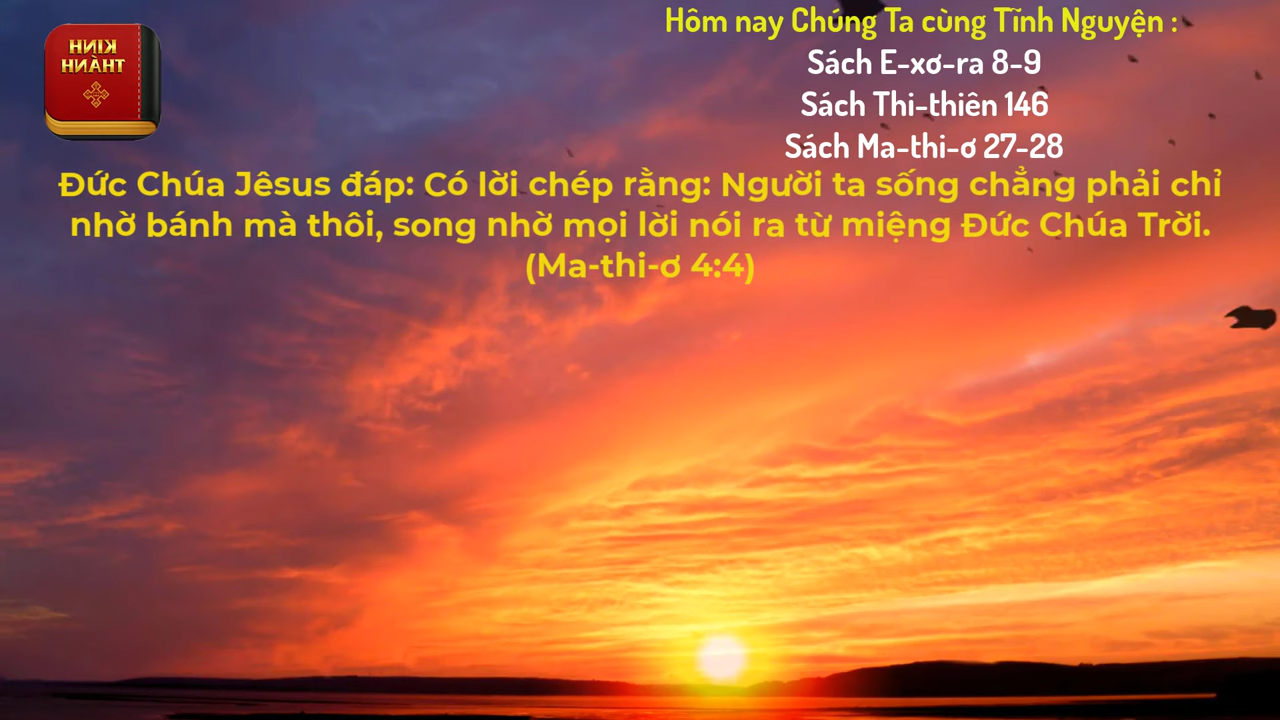 KINH
THÀNH
Hôm nay Chúng Ta cùng Tĩnh Nguyện :
Sách E-xơ-ra 8-9
Sách Thi-thiên 146
Sách Ma-thi-ơ 27-28
Đức Chúa Jêsus đáp: Có lời chép rằng: Người ta sống chẳng phải chỉ
nhờ bánh mà thôi, song nhờ mọi lời nói ra từ miệng Đức Chúa Trời.
(Ma-thi-ơ 4:4)